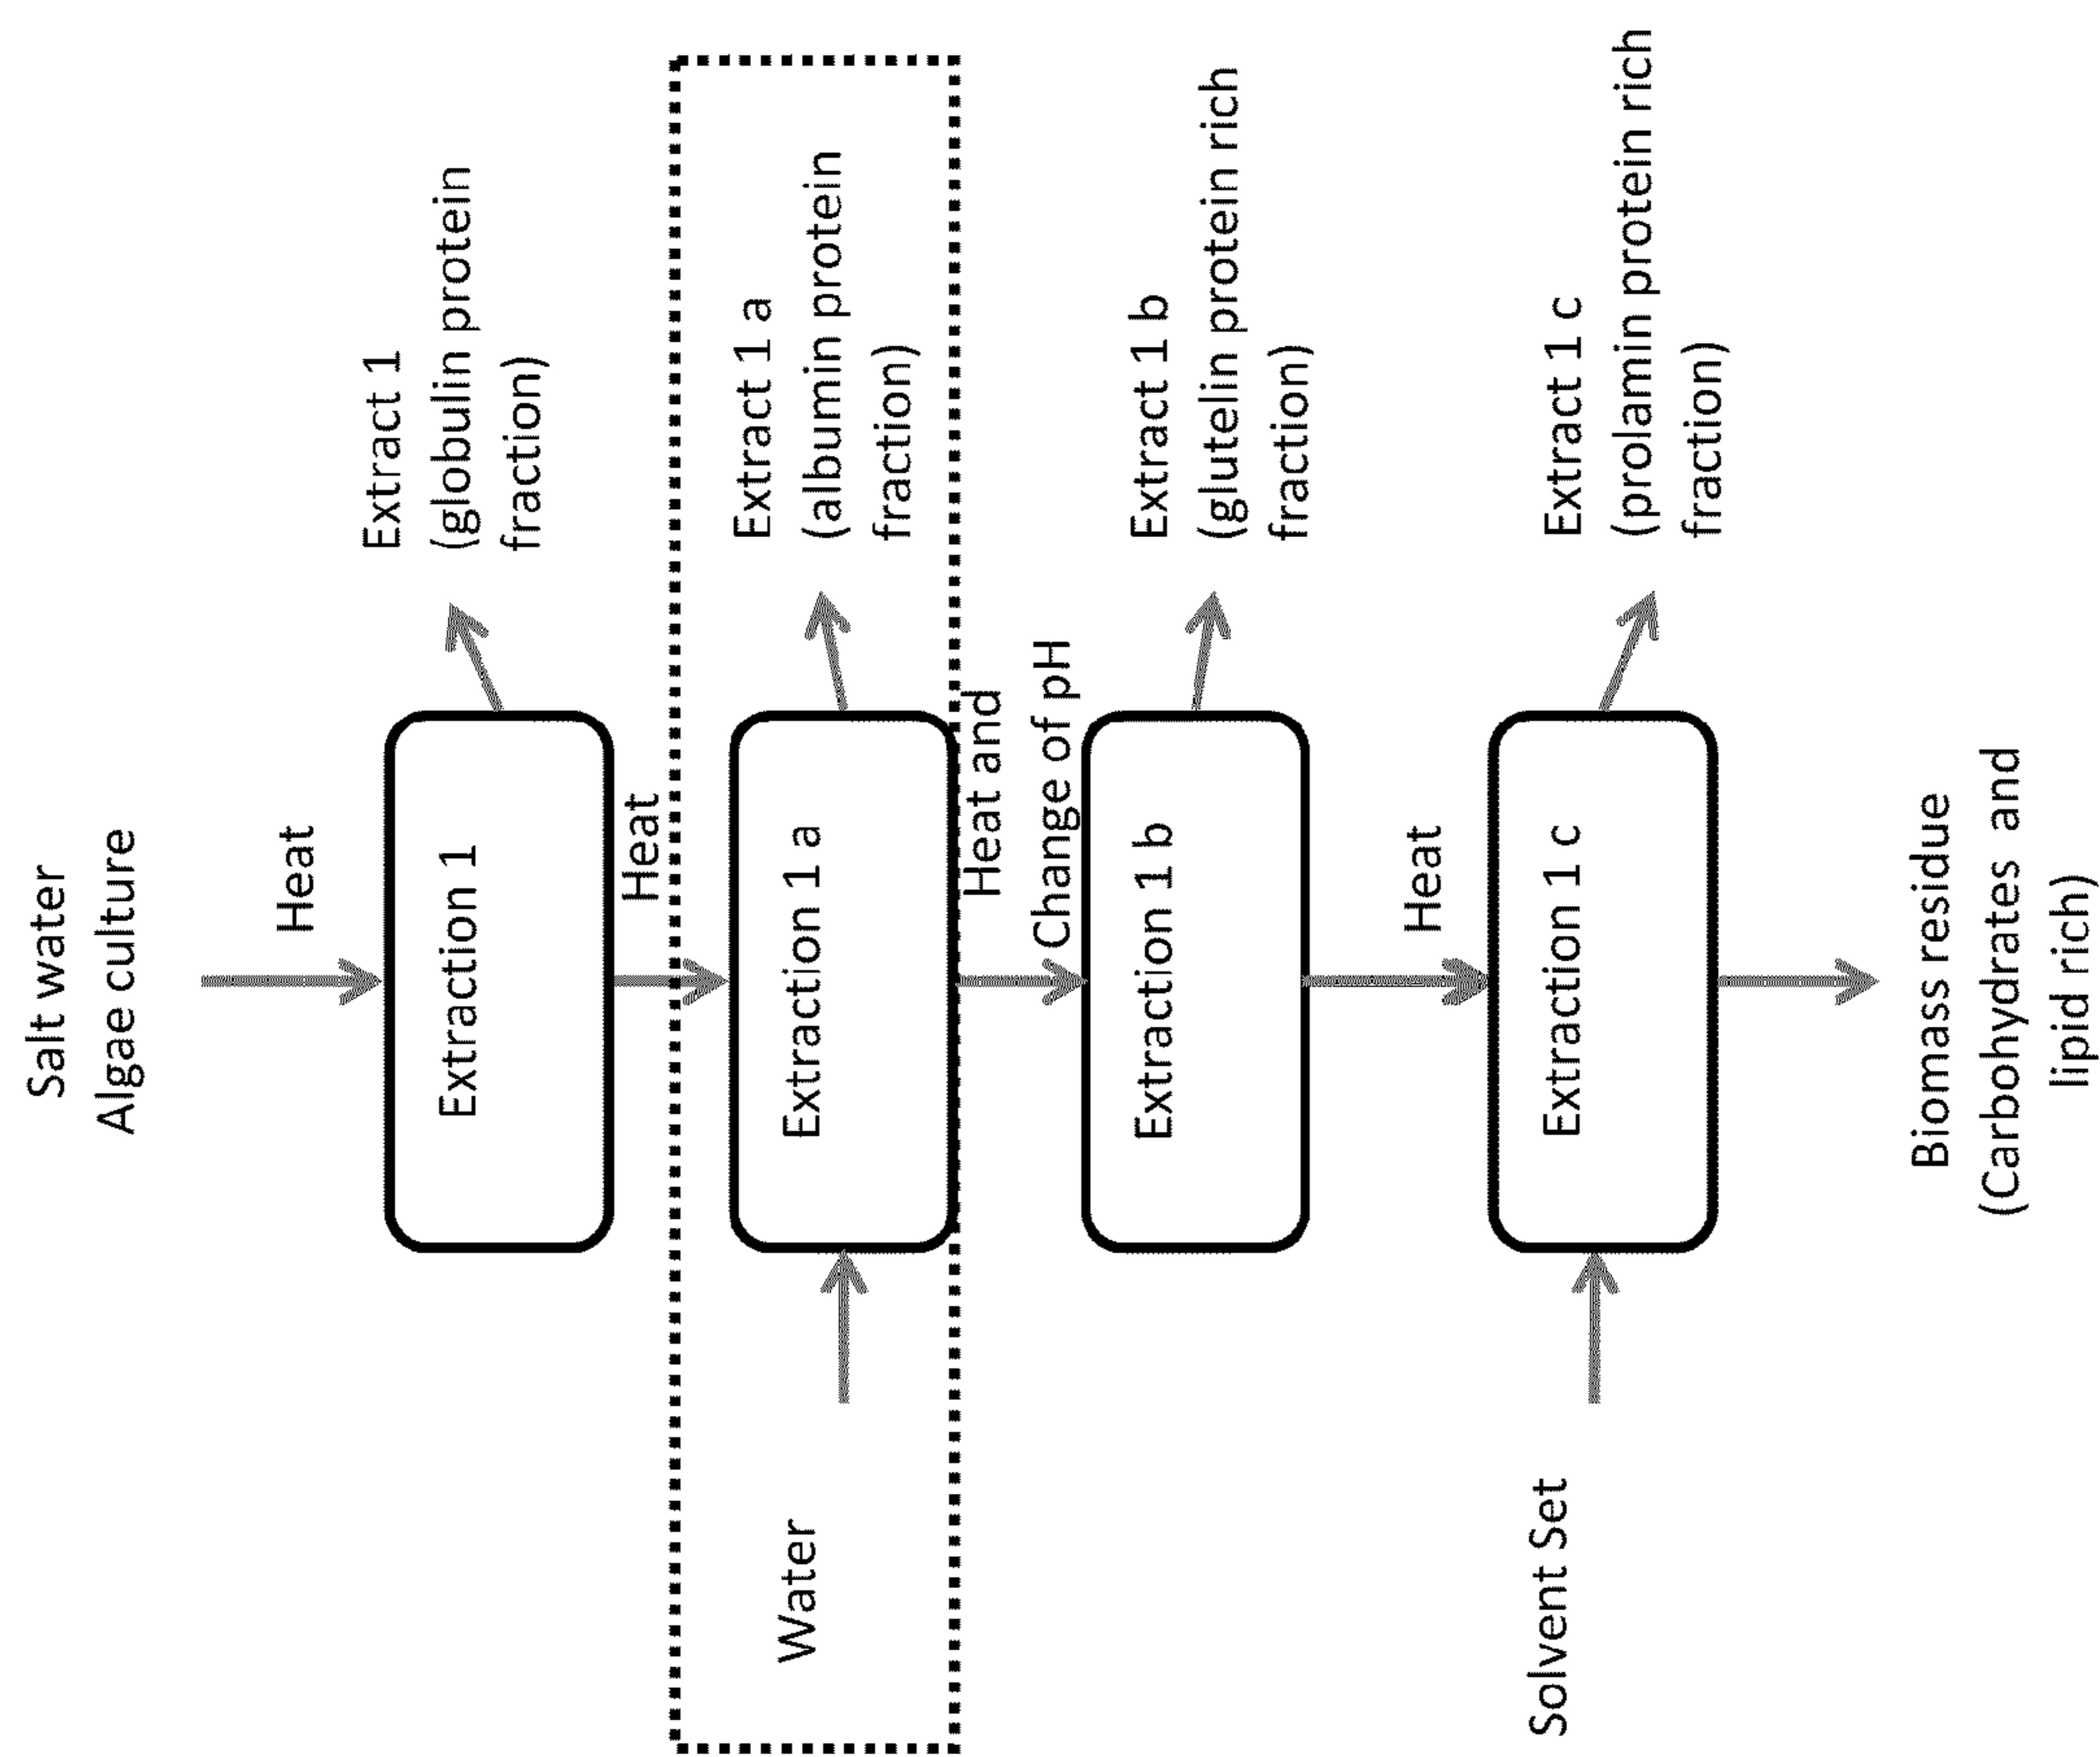 Salt water
Algae culture
Heat
Extraction 1
Extract 1
(globulin protein
fraction)
Heat
Water
Extraction 1 a
Extract 1 a
(albumin protein
fraction)
Heat and
Change of pH
Extraction 1 b
Extract 1 b
(glutelin protein rich
fraction)
Heat
Solvent Set
Extraction 1 c
Extract 1 c
(prolamin protein rich
fraction)
Biomass residue
(Carbohydrates and
lipid rich)